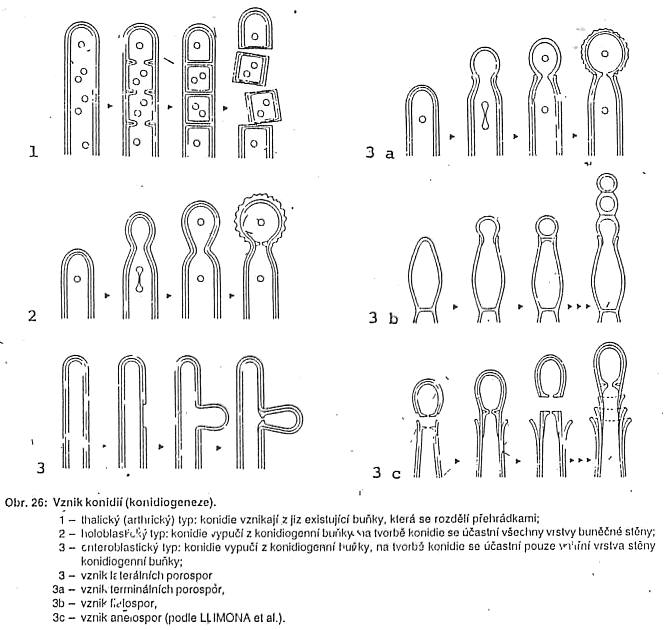 1
3 a
2
3 b
3
3 c
Obr. 26: Vznik konidií (konidiogeneze).
1 – thalický (arthrický) typ: konidie vznikají z jiz existující buňky, která se rozdělí přehrádkami;
2 – holoblastický typ: konidie vypučí z konidiogenní buňky, na tvorbě konidie se účastní všechny vrstvy buněčné stěny;
3 – enteroblastický typ: konidie vypučí z konidiogenní buňky, na tvorbě konidie se účastní pouze vnitřní vrstva stěny
konidiogenní buňky;
3 – vznik laterálních porospor
3a – vznik terminálních porospór,
3b – vznik
3c – vznik anelospor (podle LLIMONA et al.).